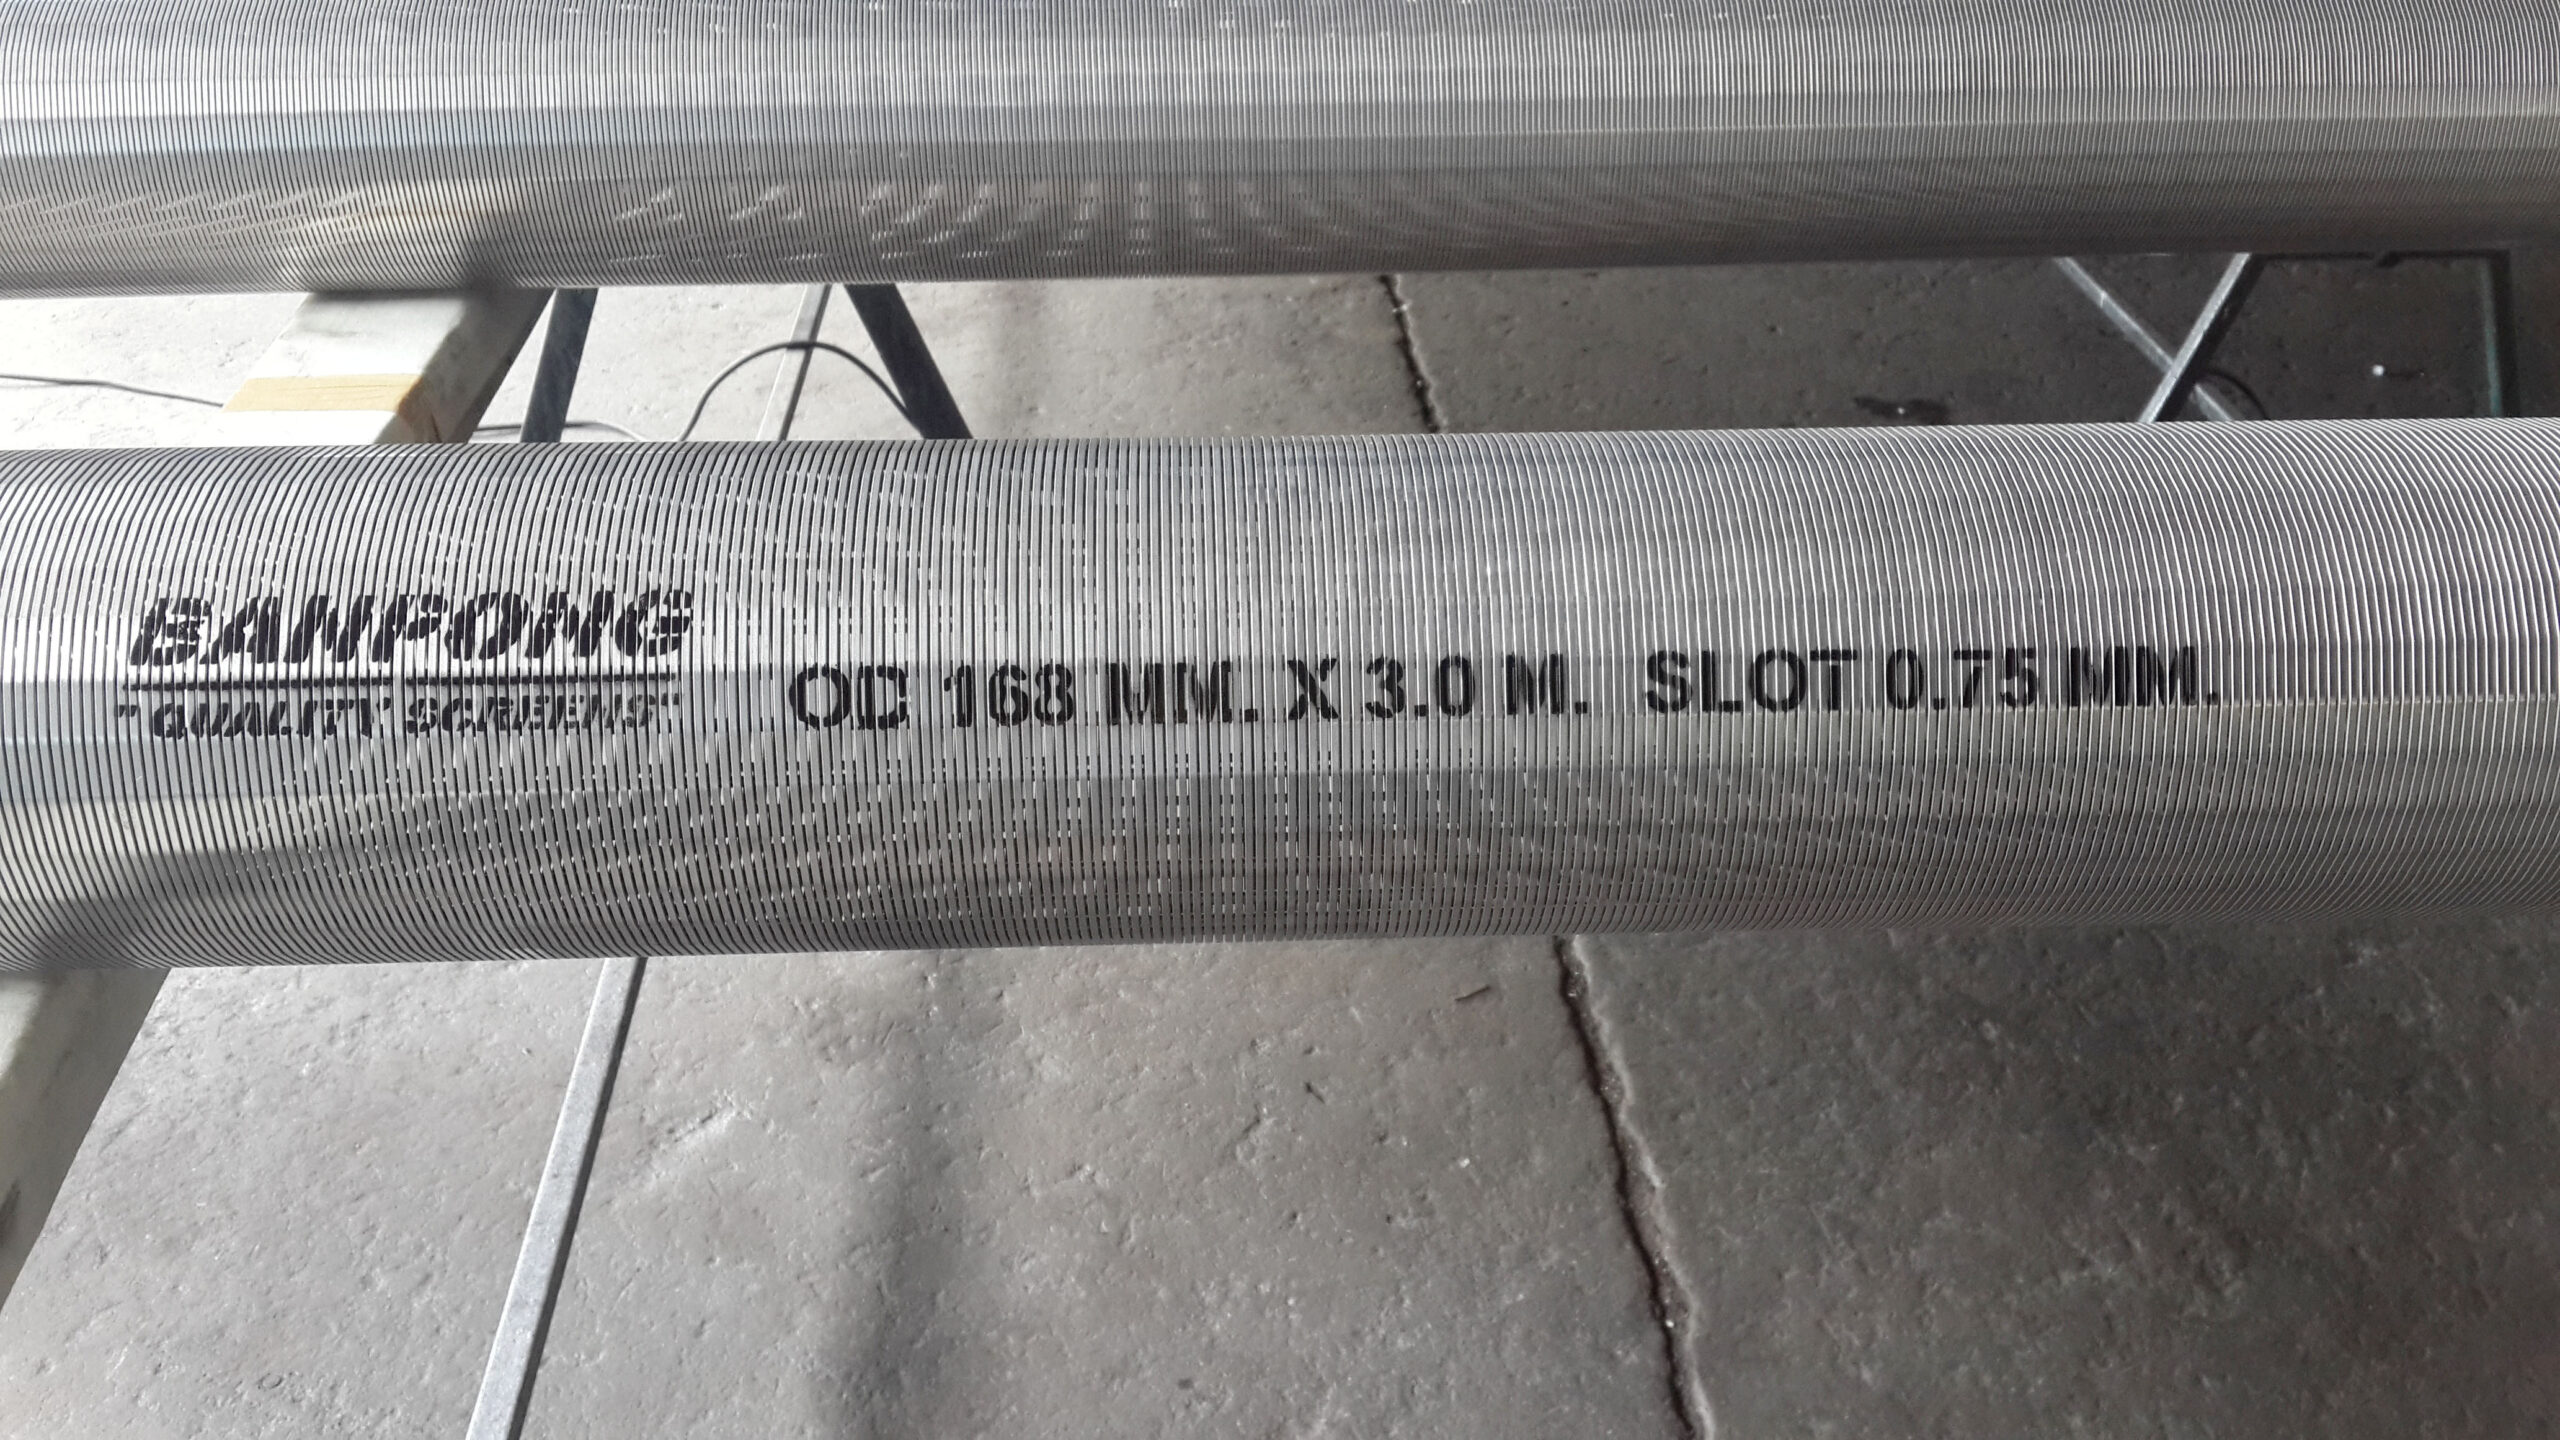 BANPONG
"QUALITY SCREENS"
OD 168 MM. X 3.0 M. SLOT 0.75 MM.